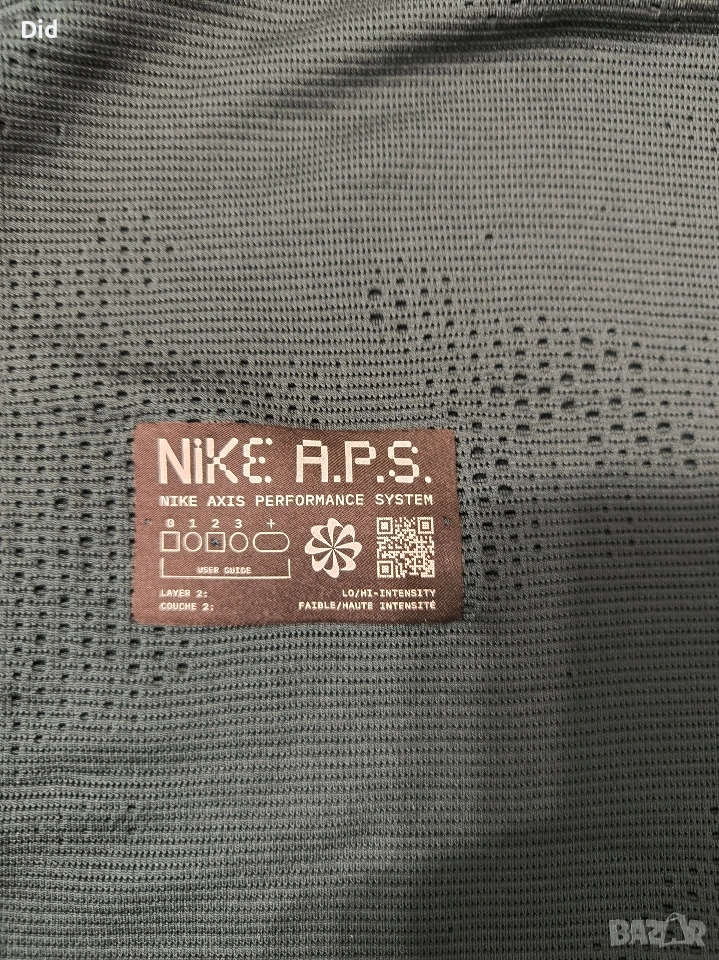 Did
NiKE A.P.S.
NIKE AXIS PERFORMANCE SYSTEM
0 1 2 3 +
USER GUIDE
LAYER 2: LO/HI-INTENSITY
COUCHE 2: FAIBLE/HAUTE INTENSITÉ
BAZAR